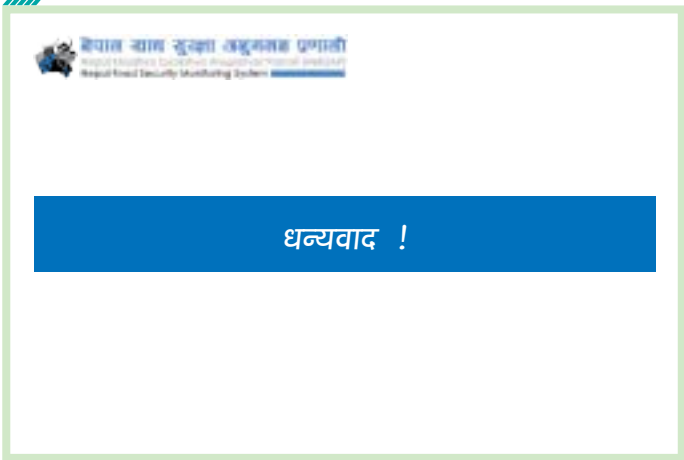 नेपाल खाद्य सुरक्षा अनुगमन प्रणाली
Nepal Food Security Monitoring System
धन्यवाद !